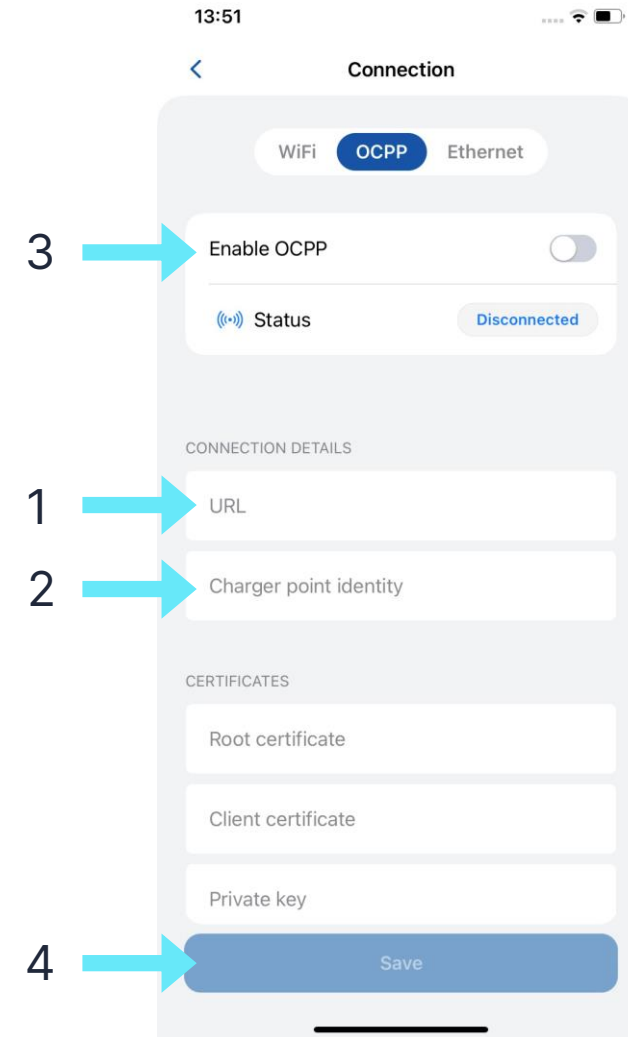 13:51
Connection
WiFi OCPP Ethernet
3 Enable OCPP
Status Disconnected
CONNECTION DETAILS
1 URL
2 Charger point identity
CERTIFICATES
Root certificate
Client certificate
Private key
4 Save